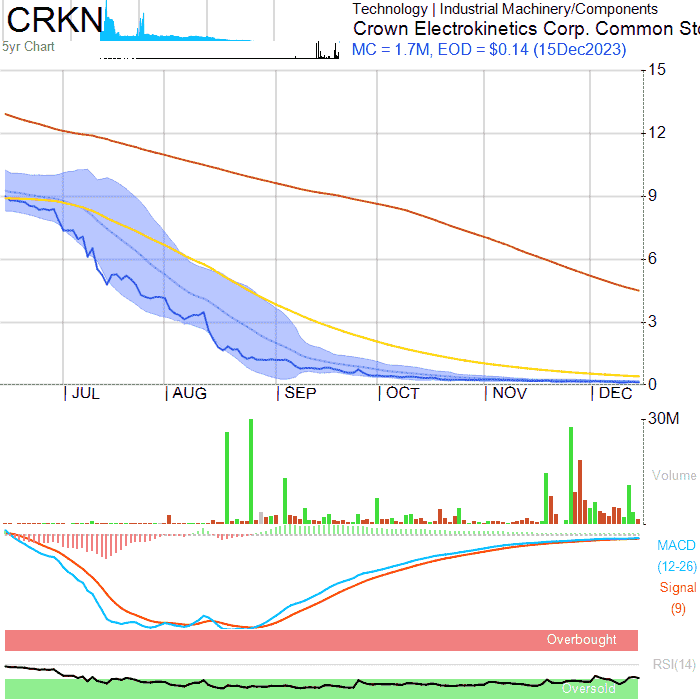 CRKN
5yr Chart
Technology | Industrial Machinery/Components
Crown Electrokinetics Corp. Common Sto
MC = 1.7M, EOD = $0.14 (15Dec2023)
15
12
9
6
3
0
| JUL | AUG | SEP | OCT | NOV | DEC
30M
Volume
MACD
(12-26)
Signal
(9)
Overbought
RSI(14)
Oversold